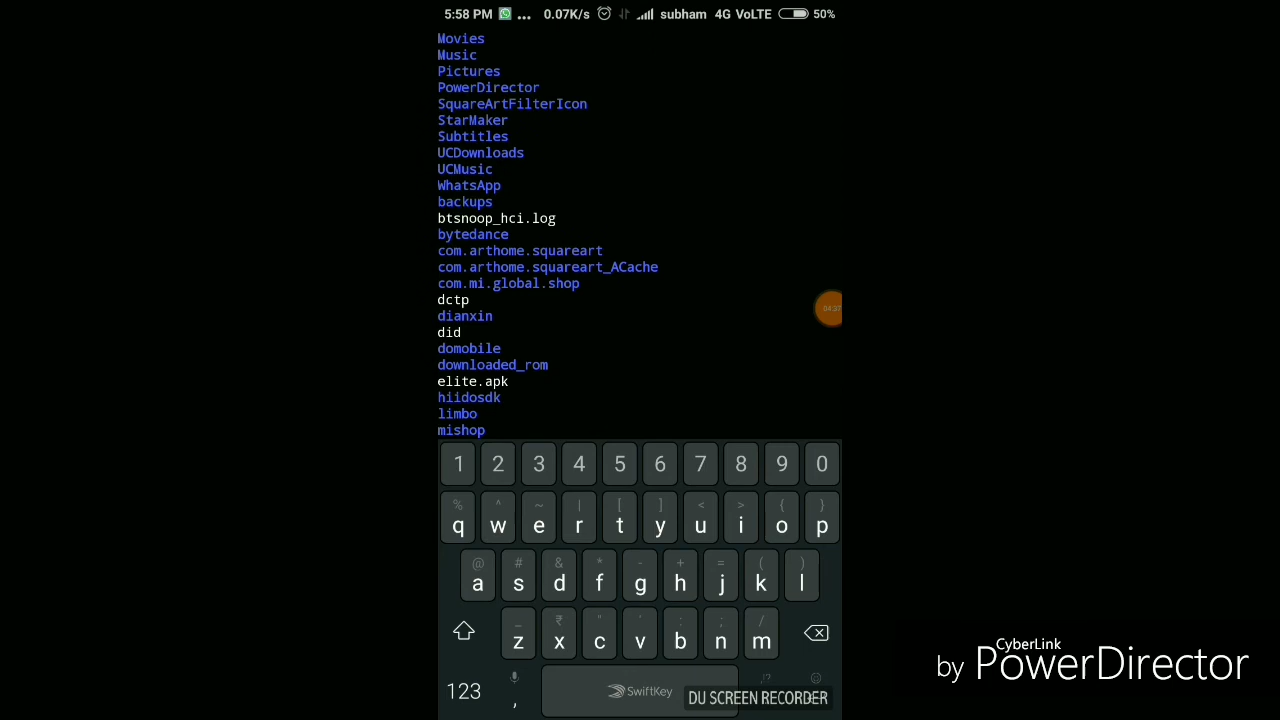 5:58 PM ... 0.07K/s subham 4G VoLTE 50%
Movies
Music
Pictures
PowerDirector
SquareArtFilterIcon
StarMaker
Subtitles
UCDownloads
UCMusic
WhatsApp
backups
btsnoop_hci.log
bytedance
com.arthome.squareart
com.arthome.squareart_ACache
com.mi.global.shop
dctp
04:37
dianxin
did
domobile
downloaded_rom
elite.apk
hiidosdk
limbo
mishop
1 2 3 4 5 6 7 8 9 0
% ^ ~ | [ ] < > { }
q w e r t y u i o p
@ # & * - + = ( )
a s d f g h j k l
_ ₹ " ' : ; /
z x c v b n m
123 , SwiftKey ,!?
DU SCREEN RECORDER
CyberLink
by PowerDirector